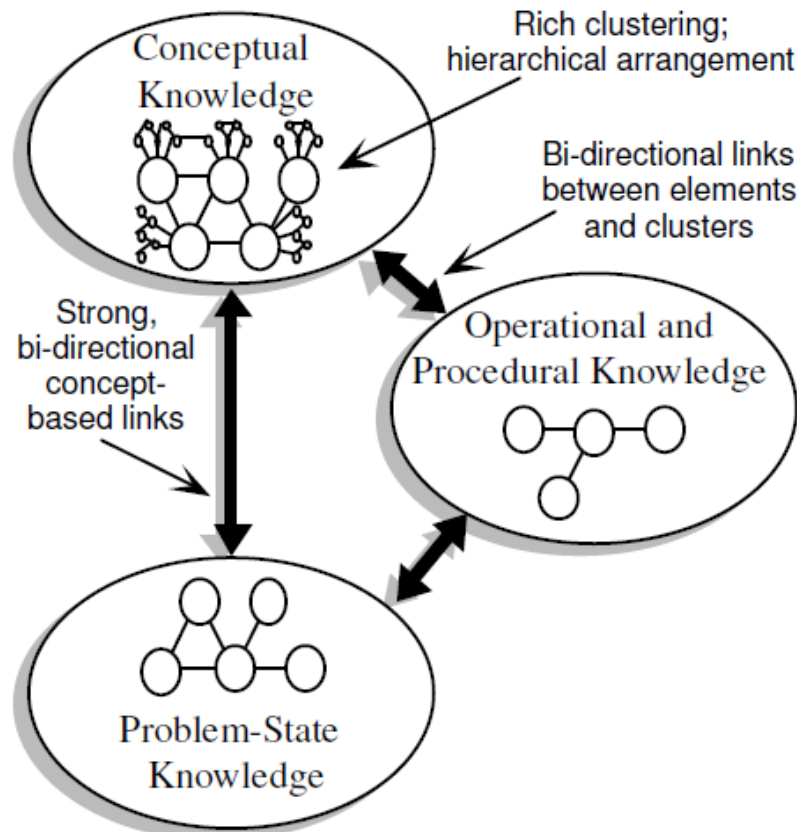 Conceptual
Knowledge
Rich clustering;
hierarchical arrangement
Bi-directional links
between elements
and clusters
Strong,
bi-directional
concept-
based links
Operational and
Procedural Knowledge
Problem-State
Knowledge